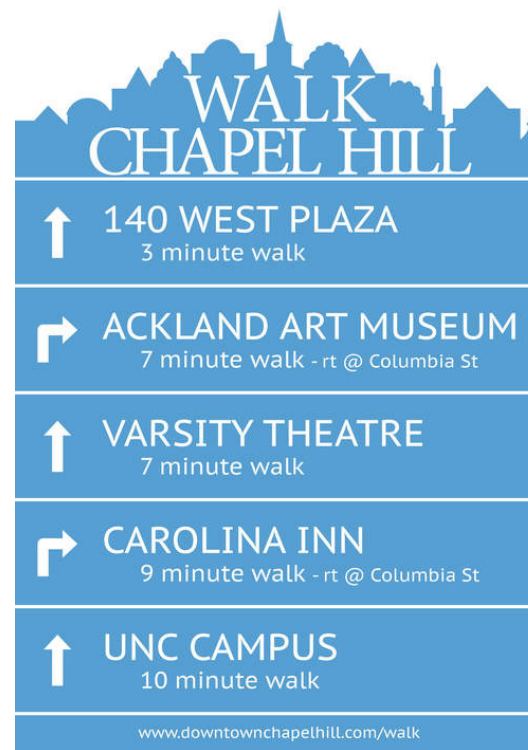 WALK
CHAPEL HILL
140 WEST PLAZA
3 minute walk
ACKLAND ART MUSEUM
7 minute walk - rt @ Columbia St
VARSITY THEATRE
7 minute walk
CAROLINA INN
9 minute walk - rt @ Columbia St
UNC CAMPUS
10 minute walk
www.downtownchapelhill.com/walk